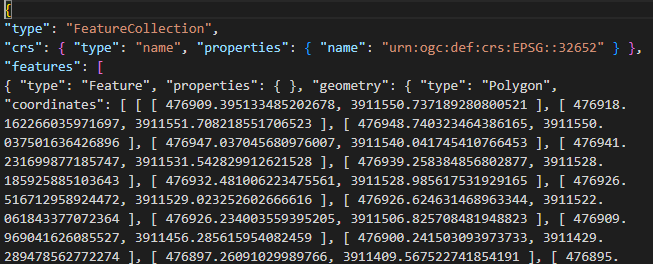 {
"type": "FeatureCollection",
"crs": { "type": "name", "properties": { "name": "urn:ogc:def:crs:EPSG::32652" } },
"features": [
{ "type": "Feature", "properties": { }, "geometry": { "type": "Polygon",
"coordinates": [ [ [ 476909.395133485202678, 3911550.737189280800521 ], [ 476918.
162266035971697, 3911551.708218551706523 ], [ 476948.740323464386165, 3911550.
037501636426896 ], [ 476947.037045680976007, 3911540.041745410766453 ], [ 476941.
231699877185747, 3911531.542829912621528 ], [ 476939.258384856802877, 3911528.
185925885103643 ], [ 476932.481006223475561, 3911528.985617531929165 ], [ 476926.
516712958924472, 3911529.023252602666616 ], [ 476926.624631468963344, 3911522.
061843377072364 ], [ 476926.234003559395205, 3911506.825708481948823 ], [ 476909.
969041626085527, 3911456.285615954082459 ], [ 476900.241503093973733, 3911429.
289478562772274 ], [ 476897.26091029989766, 3911409.567522741854191 ], [ 476895.